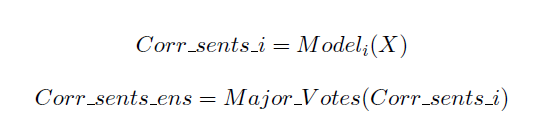 Corr_sents_i = Model_i(X)
Corr_sents_ens = Major_Votes(Corr_sents_i)